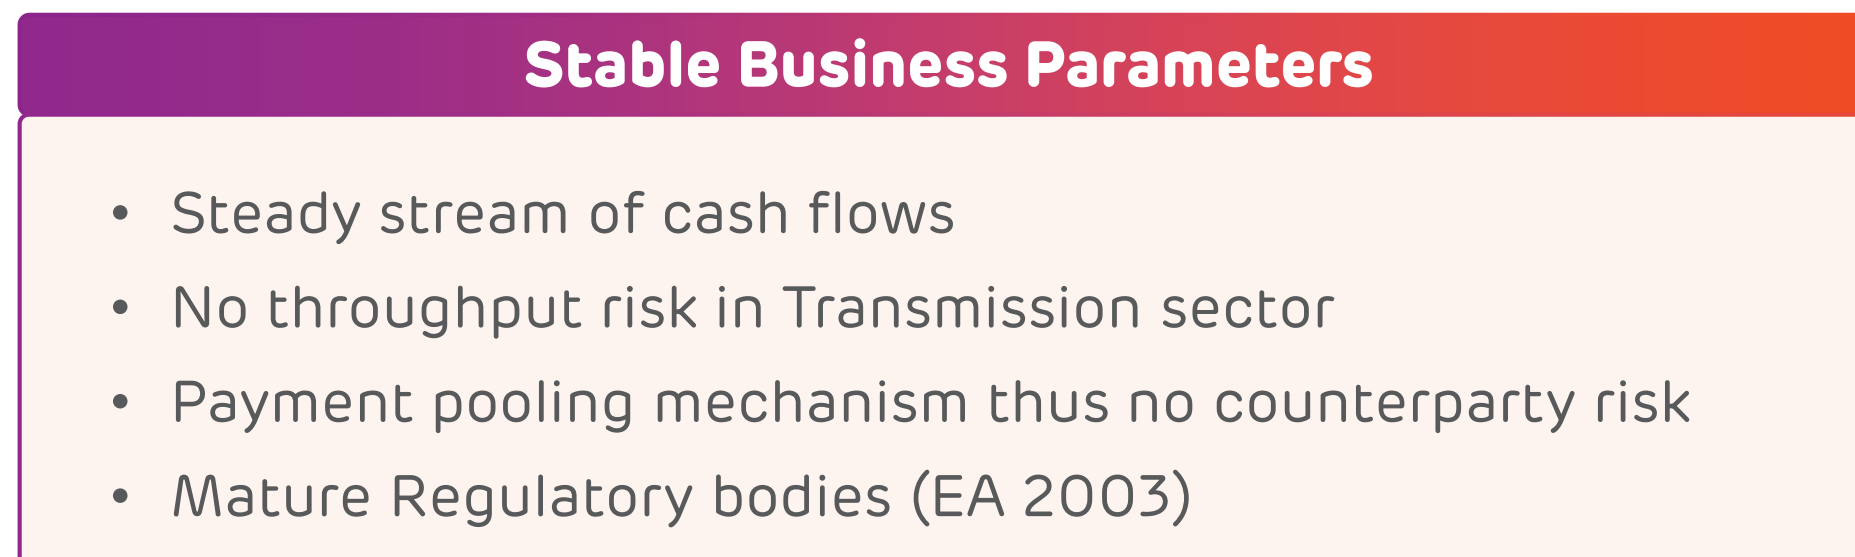 Stable Business Parameters
• Steady stream of cash flows
• No throughput risk in Transmission sector
• Payment pooling mechanism thus no counterparty risk
• Mature Regulatory bodies (EA 2003)